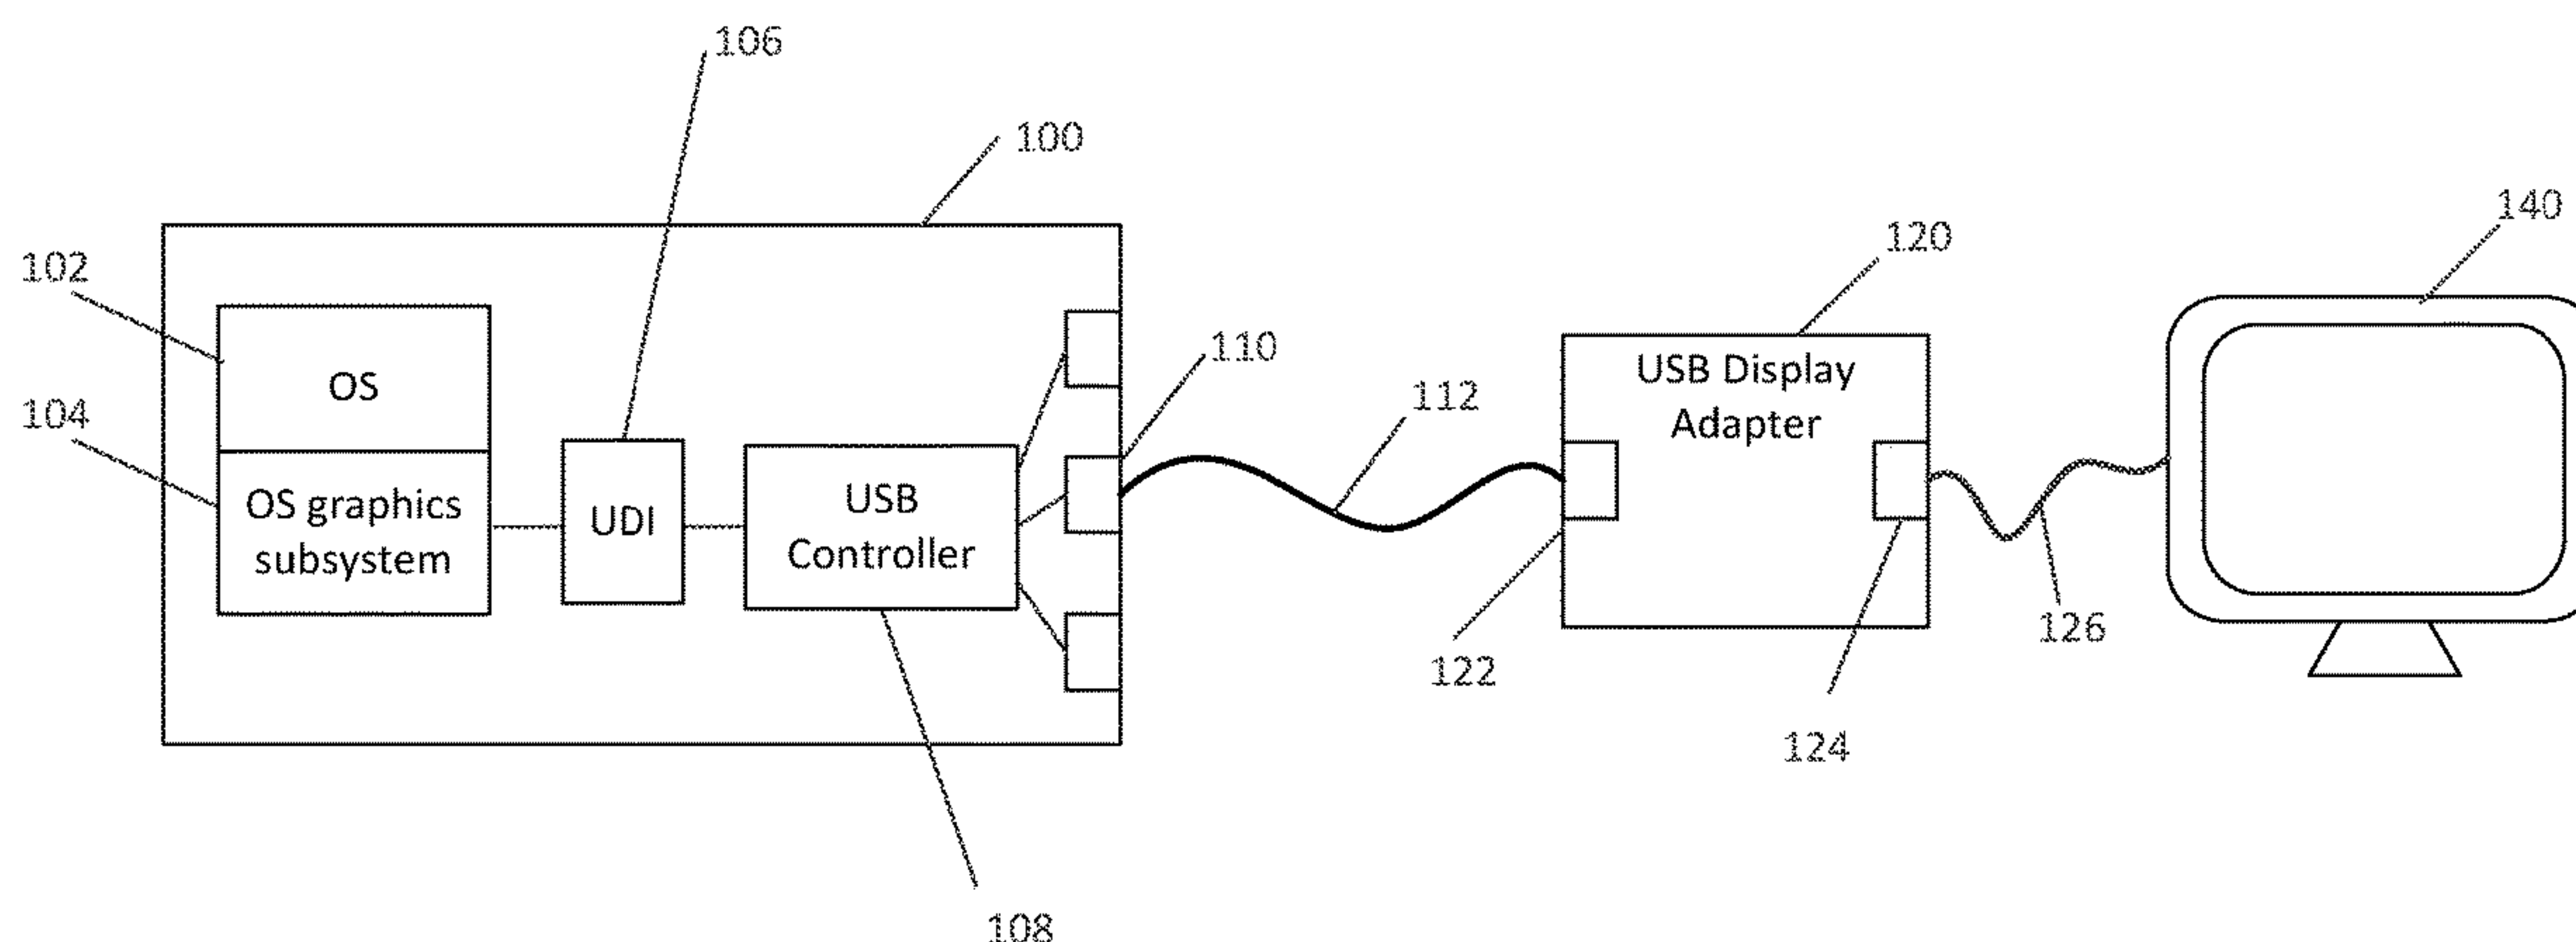 106
100
140
120
102
110
USB Display
Adapter
OS
112
104
OS graphics
subsystem
UDI
USB
Controller
126
122
124
108